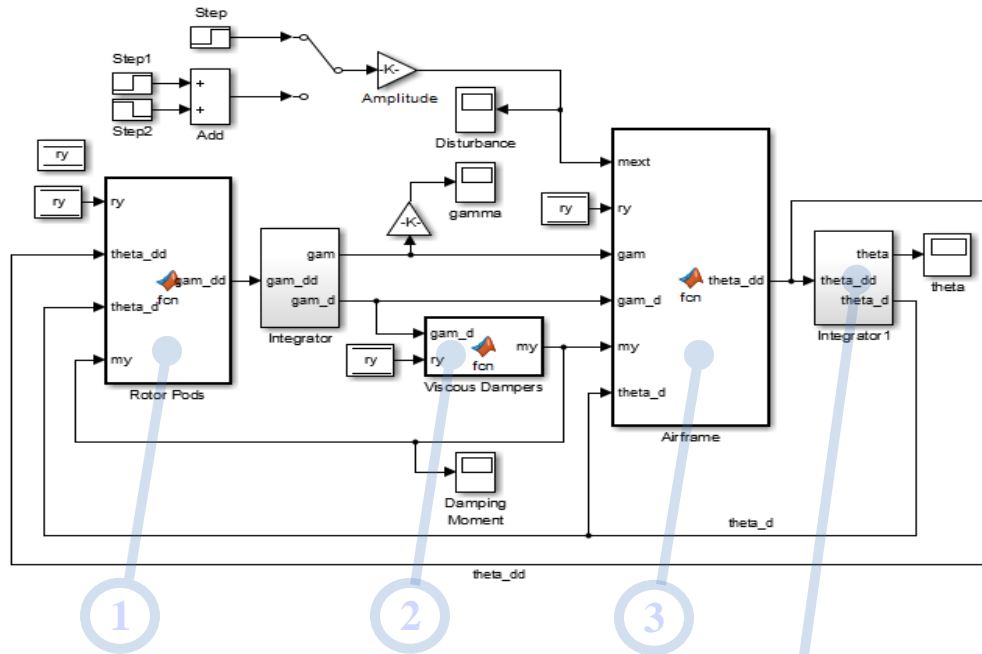 Step
-K-
Amplitude
Step1
Step2
+
+
Add
Disturbance
ry
ry
ry
theta_dd
theta_d
my
fcn
gam_dd
Rotor Pods
gam_dd
gam
gam_d
Integrator
-K-
gamma
ry
gam_d
ry
fcn
my
Viscous Dampers
Damping
Moment
ry
mext
ry
gam
gam_d
my
theta_d
fcn
theta_dd
Airframe
theta_dd
theta
theta_d
Integrator1
theta
theta_d
theta_dd
1
2
3